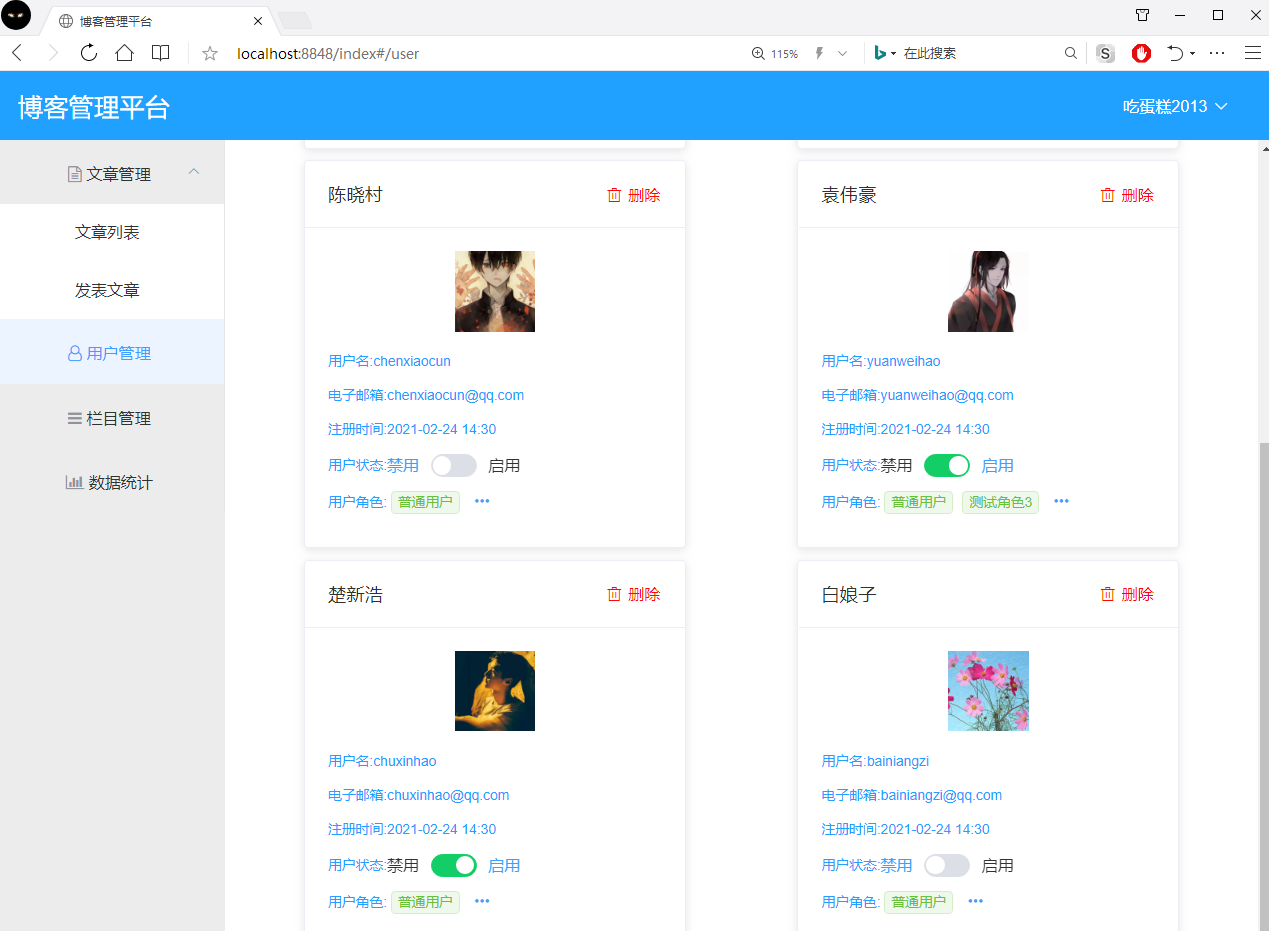 博客管理平台
localhost:8848/index#/user
115%
在此搜索
S
博客管理平台
吃蛋糕2013
文章管理
文章列表
发表文章
用户管理
栏目管理
数据统计
陈晓村 删除
用户名:chenxiaocun
电子邮箱:chenxiaocun@qq.com
注册时间:2021-02-24 14:30
用户状态:禁用 启用
用户角色: 普通用户 •••
袁伟豪 删除
用户名:yuanweihao
电子邮箱:yuanweihao@qq.com
注册时间:2021-02-24 14:30
用户状态:禁用 启用
用户角色: 普通用户 测试角色3 •••
楚新浩 删除
用户名:chuxinhao
电子邮箱:chuxinhao@qq.com
注册时间:2021-02-24 14:30
用户状态:禁用 启用
用户角色: 普通用户 •••
白娘子 删除
用户名:bainiangzi
电子邮箱:bainiangzi@qq.com
注册时间:2021-02-24 14:30
用户状态:禁用 启用
用户角色: 普通用户 •••